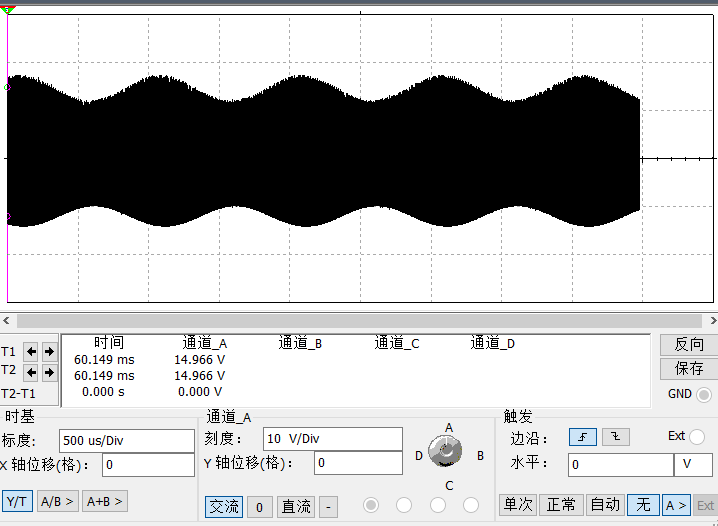 时间 通道_A 通道_B 通道_C 通道_D
T1 60.149 ms 14.966 V
T2 60.149 ms 14.966 V
T2-T1 0.000 s 0.000 V
反向
保存
GND
时基
标度: 500 us/Div
X 轴位移(格): 0
Y/T A/B > A+B >
通道_A
刻度: 10 V/Div
Y 轴位移(格): 0
交流 0 直流 -
A
D B
C
触发
边沿: Ext
水平: 0 V
单次 正常 自动 无 A > Ext